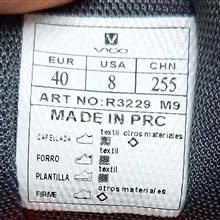 VICO
EUR USA CHN
40 8 255
ART NO:R3229 M9
MADE IN PRC
textil otros materiales
CAPELLADA
textil
FORRO
textil
PLANTILLA
otros materiales
FIRME